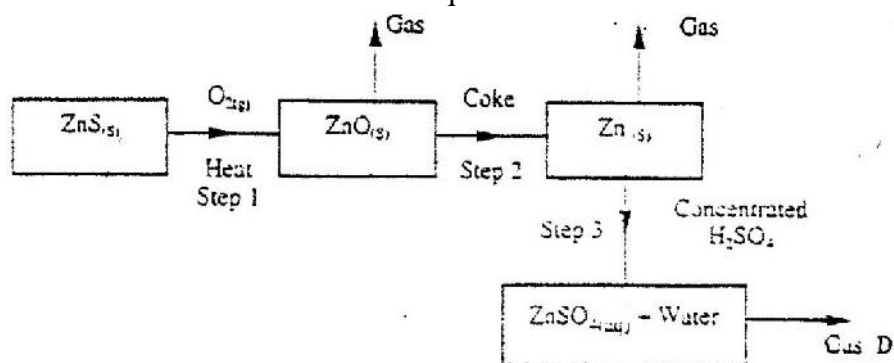 Gas
Gas
O₂(g)
Coke
ZnS(S)
ZnO(S)
Zn (S)
Heat
Step 1
Step 2
Step 3
Concentrated
H₂SO₄
ZnSO₄(aq) + Water
Gas D